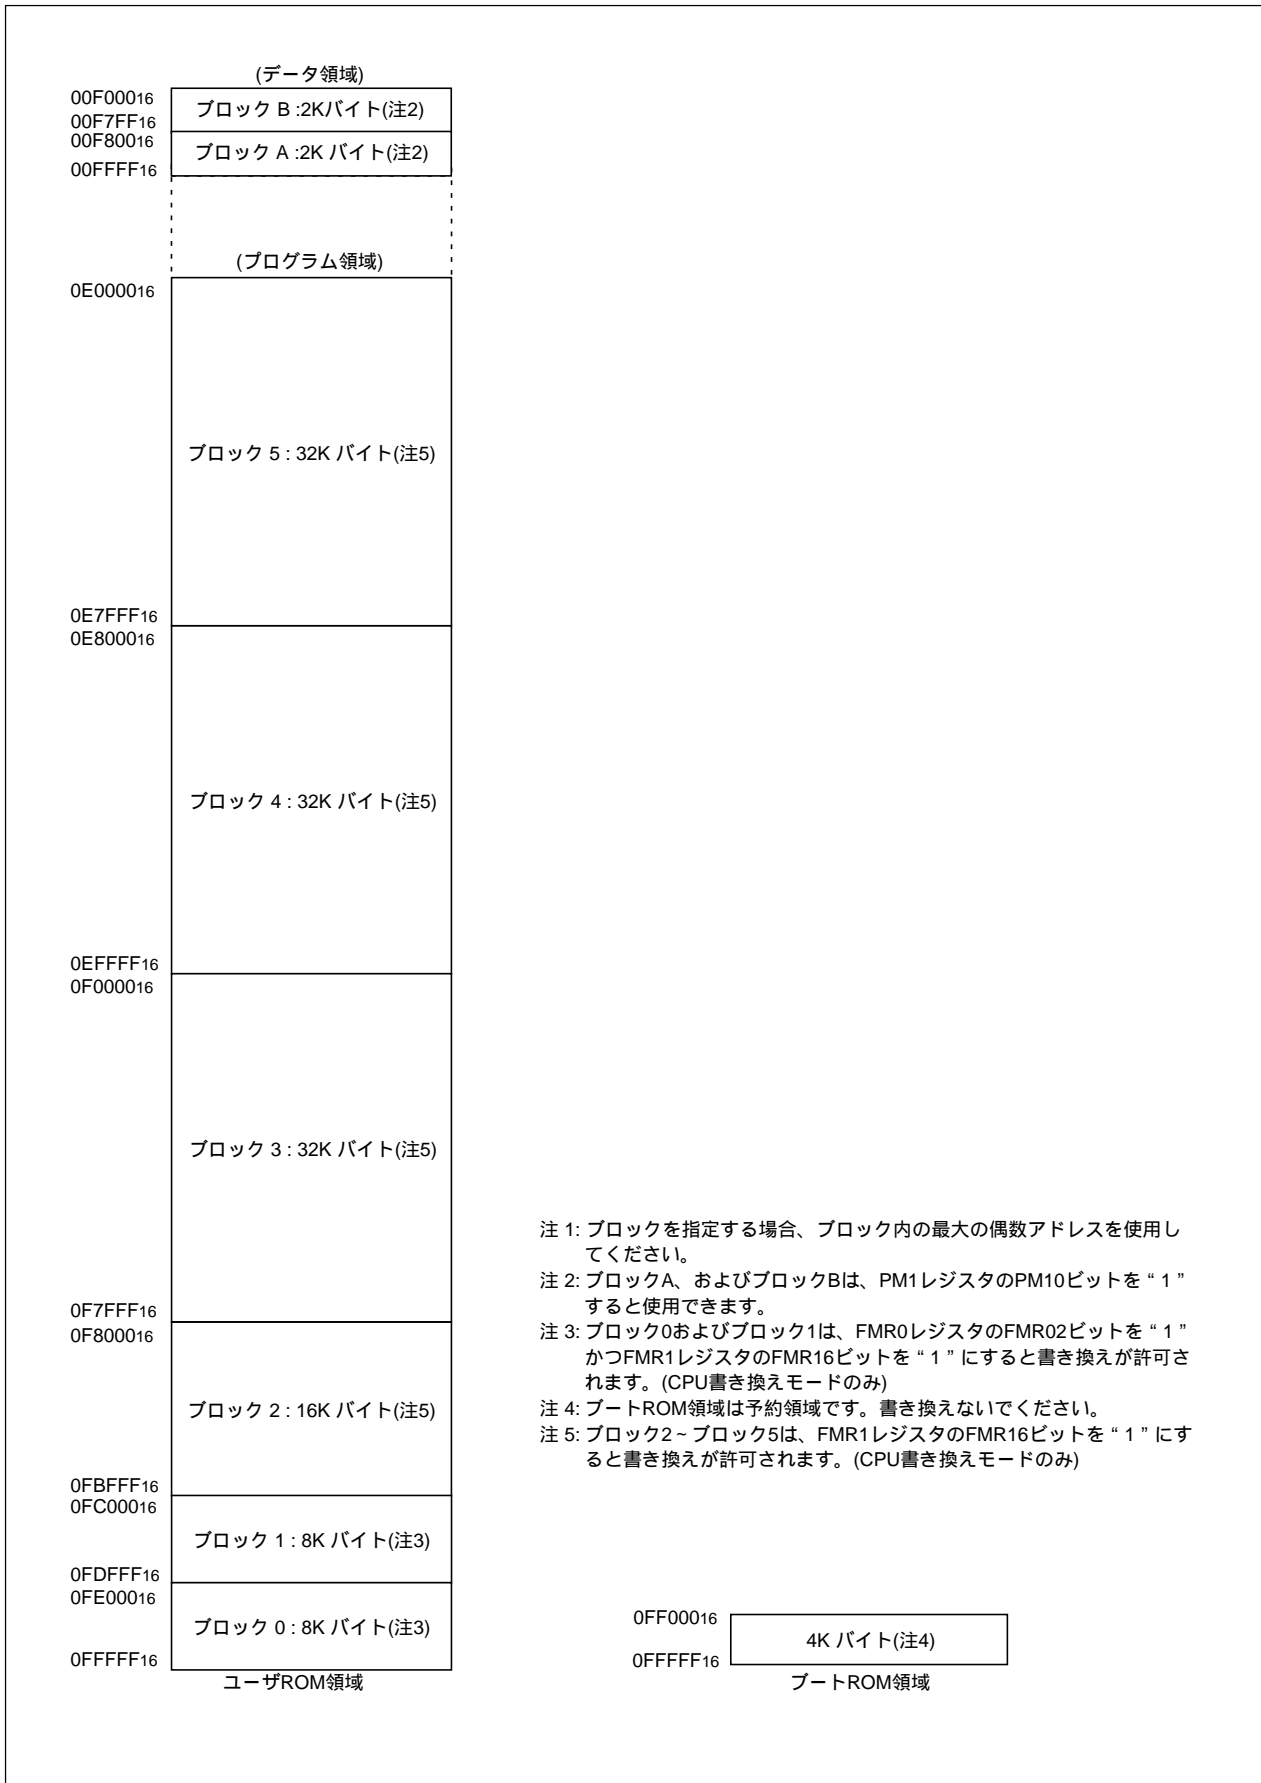 (データ領域)
00F00016
ブロック B :2Kバイト(注2)
00F7FF16
00F80016
ブロック A :2K バイト(注2)
00FFFF16
(プログラム領域)
0E000016
ブロック 5 : 32K バイト(注5)
0E7FFF16
0E800016
ブロック 4 : 32K バイト(注5)
0EFFFF16
0F000016
ブロック 3 : 32K バイト(注5)
0F7FFF16
0F800016
ブロック 2 : 16K バイト(注5)
0FBFFF16
0FC00016
ブロック 1 : 8K バイト(注3)
0FDFFF16
0FE00016
ブロック 0 : 8K バイト(注3)
0FFFFF16
ユーザROM領域
注 1: ブロックを指定する場合、ブロック内の最大の偶数アドレスを使用し
てください。
注 2: ブロックA、およびブロックBは、PM1レジスタのPM10ビットを “ 1 ”
すると使用できます。
注 3: ブロック0およびブロック1は、FMR0レジスタのFMR02ビットを “ 1 ”
かつFMR1レジスタのFMR16ビットを “ 1 ” にすると書き換えが許可さ
れます。(CPU書き換えモードのみ)
注 4: ブートROM領域は予約領域です。書き換えないでください。
注 5: ブロック2 ~ ブロック5は、FMR1レジスタのFMR16ビットを “ 1 ” にす
ると書き換えが許可されます。(CPU書き換えモードのみ)
0FF00016
4K バイト(注4)
0FFFFF16
ブートROM領域